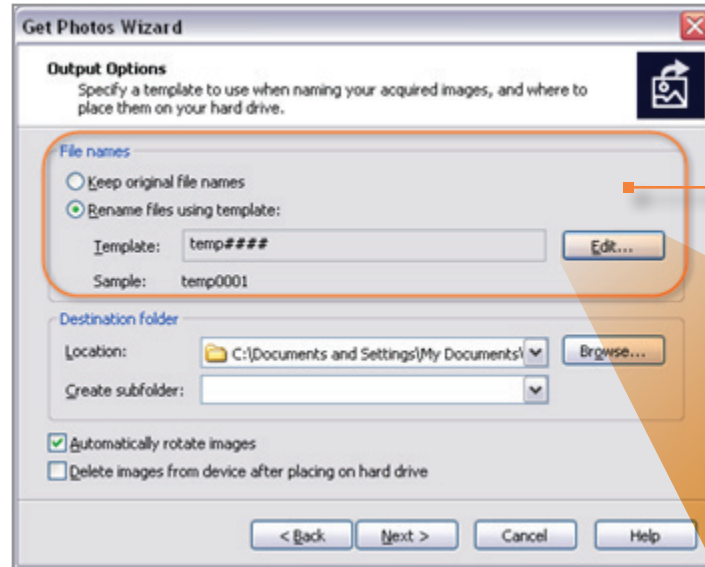 Get Photos Wizard
Output Options
Specify a template to use when naming your acquired images, and where to
place them on your hard drive.
File names
Keep original file names
Rename files using template:
Template: temp####
Edit...
Sample: temp0001
Destination folder
Location: C:\Documents and Settings\My Documents\
Browse...
Create subfolder:
Automatically rotate images
Delete images from device after placing on hard drive
< Back Next > Cancel Help